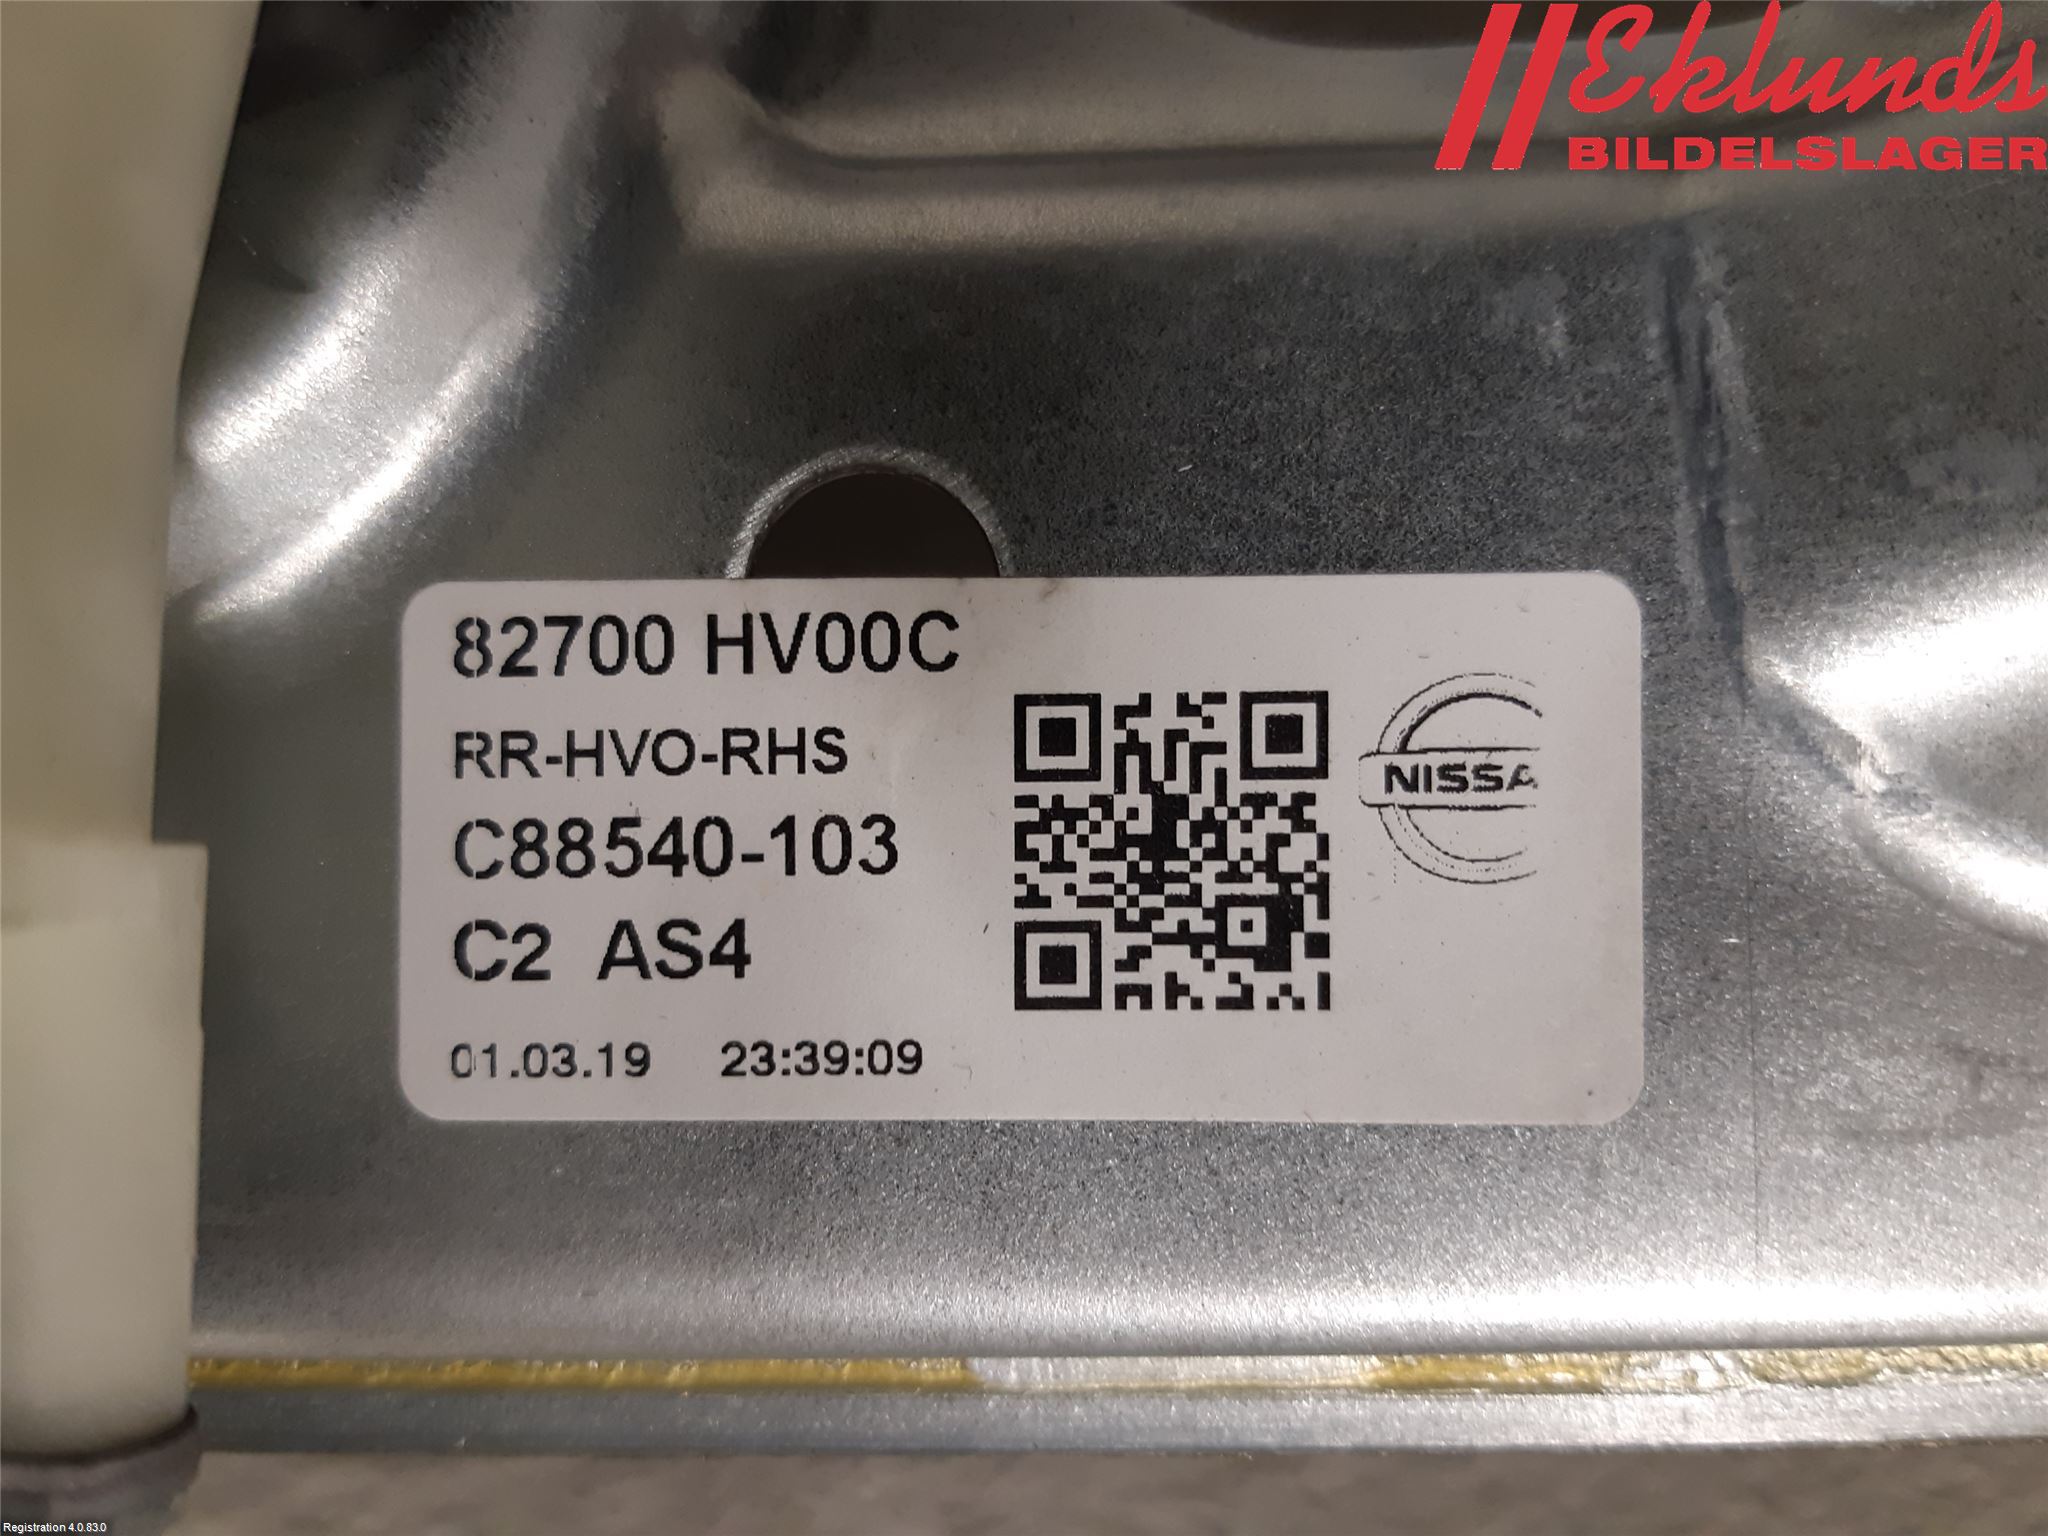 Eklunds
BILDELSLAGER
82700 HV00C
RR-HVO-RHS
C88540-103
C2 AS4
01.03.19 23:39:09
NISSA
Registration 4.0.83.0